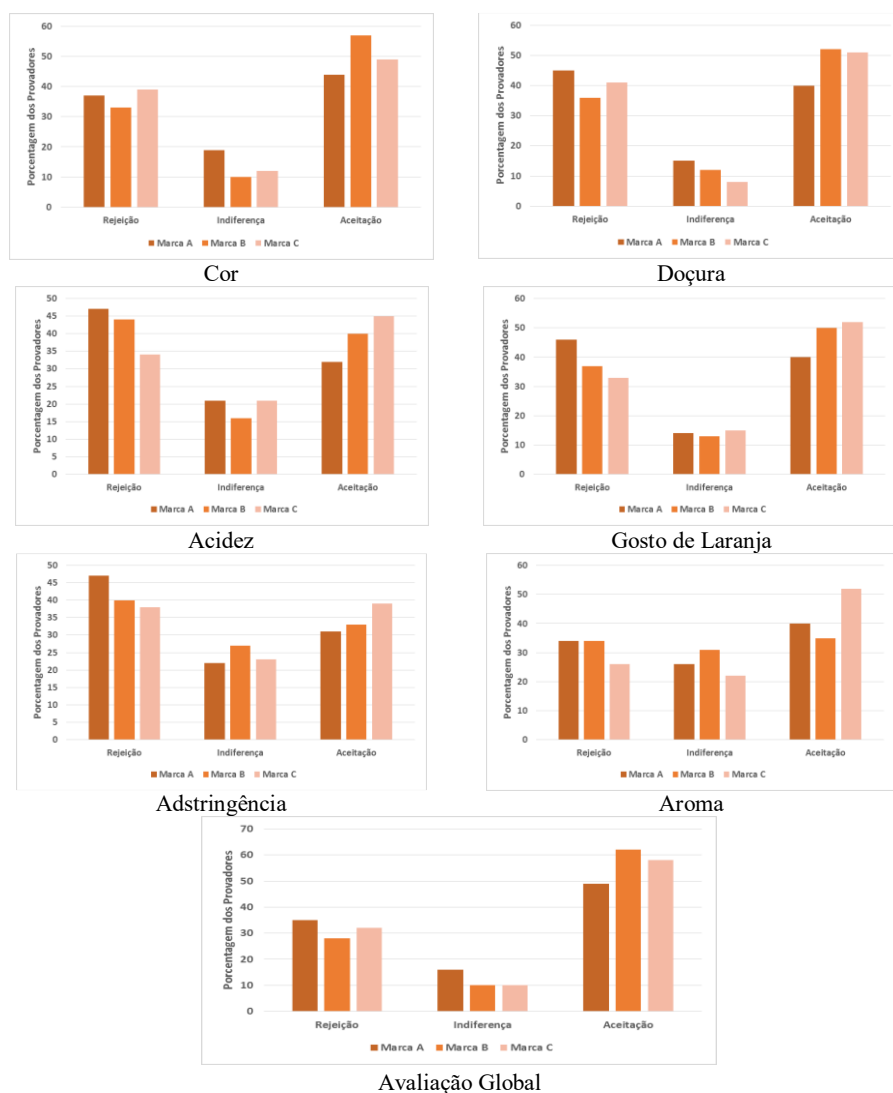 Porcentagem dos Provadores
60
50
40
30
20
10
0
Rejeição Indiferença Aceitação
Marca A Marca B Marca C
Cor
Porcentagem dos Provadores
60
50
40
30
20
10
0
Rejeição Indiferença Aceitação
Marca A Marca B Marca C
Doçura
Porcentagem dos Provadores
50
45
40
35
30
25
20
15
10
5
0
Rejeição Indiferença Aceitação
Marca A Marca B Marca C
Acidez
Porcentagem dos Provadores
60
50
40
30
20
10
0
Rejeição Indiferença Aceitação
Marca A Marca B Marca C
Gosto de Laranja
Porcentagem dos Provadores
50
45
40
35
30
25
20
15
10
5
0
Rejeição Indiferença Aceitação
Marca A Marca B Marca C
Adstringência
Porcentagem dos Provadores
60
50
40
30
20
10
0
Rejeição Indiferença Aceitação
Marca A Marca B Marca C
Aroma
Porcentagem dos Provadores
70
60
50
40
30
20
10
0
Rejeição Indiferença Aceitação
Marca A Marca B Marca C
Avaliação Global